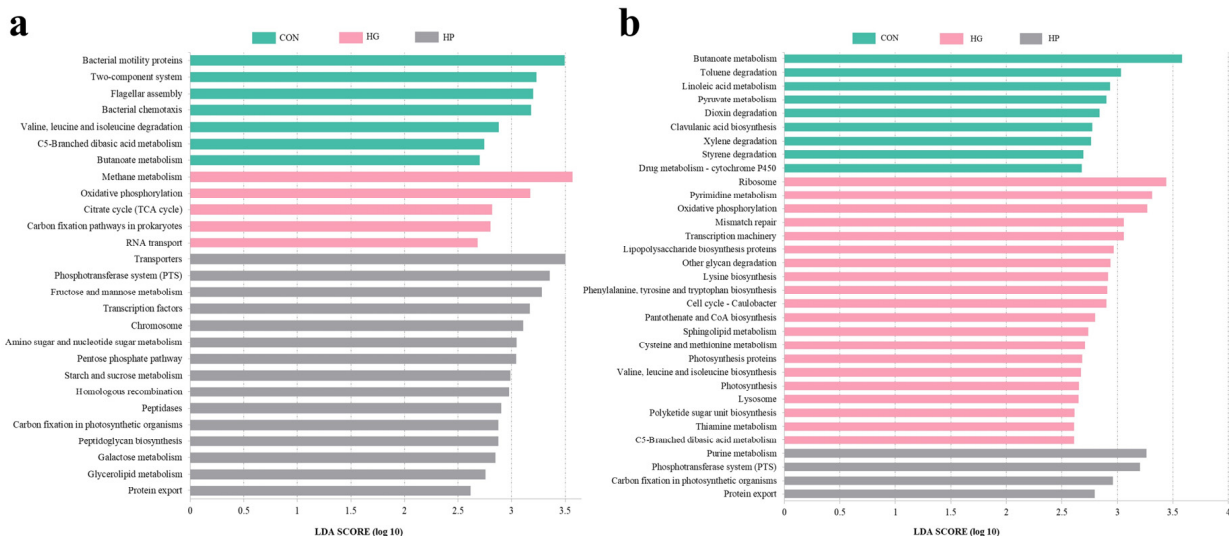 a
CON
HG
HP
Bacterial motility proteins
Two-component system
Flagellar assembly
Bacterial chemotaxis
Valine, leucine and isoleucine degradation
C5-Branched dibasic acid metabolism
Butanoate metabolism
Methane metabolism
Oxidative phosphorylation
Citrate cycle (TCA cycle)
Carbon fixation pathways in prokaryotes
RNA transport
Transporters
Phosphotransferase system (PTS)
Fructose and mannose metabolism
Transcription factors
Chromosome
Amino sugar and nucleotide sugar metabolism
Pentose phosphate pathway
Starch and sucrose metabolism
Homologous recombination
Peptidases
Carbon fixation in photosynthetic organisms
Peptidoglycan biosynthesis
Galactose metabolism
Glycerolipid metabolism
Protein export
0 0.5 1 1.5 2 2.5 3 3.5
LDA SCORE (log 10)
b
CON
HG
HP
Butanoate metabolism
Toluene degradation
Linoleic acid metabolism
Pyruvate metabolism
Dioxin degradation
Clavulanic acid biosynthesis
Xylene degradation
Styrene degradation
Drug metabolism - cytochrome P450
Ribosome
Pyrimidine metabolism
Oxidative phosphorylation
Mismatch repair
Transcription machinery
Lipopolysaccharide biosynthesis proteins
Other glycan degradation
Lysine biosynthesis
Phenylalanine, tyrosine and tryptophan biosynthesis
Cell cycle - Caulobacter
Pantothenate and CoA biosynthesis
Sphingolipid metabolism
Cysteine and methionine metabolism
Photosynthesis proteins
Valine, leucine and isoleucine biosynthesis
Photosynthesis
Lysosome
Polyketide sugar unit biosynthesis
Thiamine metabolism
C5-Branched dibasic acid metabolism
Purine metabolism
Phosphotransferase system (PTS)
Carbon fixation in photosynthetic organisms
Protein export
0 0.5 1 1.5 2 2.5 3 3.5 4
LDA SCORE (log 10)